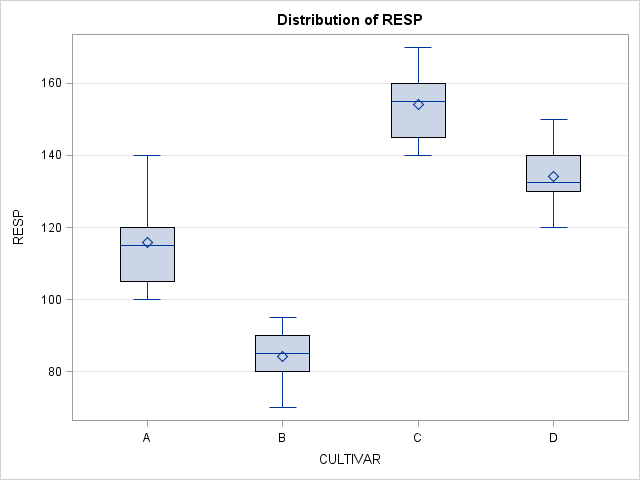 Distribution of RESP
160
140
120
100
80
RESP
A B C D
CULTIVAR